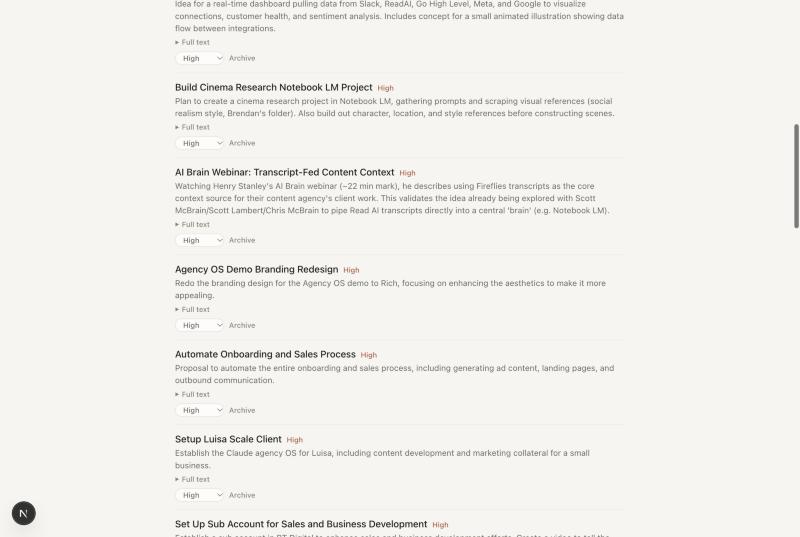 Idea for a real-time dashboard pulling data from Slack, ReadAI, Go High Level, Meta, and Google to visualize
connections, customer health, and sentiment analysis. Includes concept for a small animated illustration showing data
flow between integrations.
▸ Full text
High Archive
Build Cinema Research Notebook LM Project High
Plan to create a cinema research project in Notebook LM, gathering prompts and scraping visual references (social
realism style, Brendan's folder). Also build out character, location, and style references before constructing scenes.
▸ Full text
High Archive
AI Brain Webinar: Transcript-Fed Content Context High
Watching Henry Stanley's AI Brain webinar (~22 min mark), he describes using Fireflies transcripts as the core
context source for their content agency's client work. This validates the idea already being explored with Scott
McBrain/Scott Lambert/Chris McBrain to pipe Read AI transcripts directly into a central 'brain' (e.g. Notebook LM).
▸ Full text
High Archive
Agency OS Demo Branding Redesign High
Redo the branding design for the Agency OS demo to Rich, focusing on enhancing the aesthetics to make it more
appealing.
▸ Full text
High Archive
Automate Onboarding and Sales Process High
Proposal to automate the entire onboarding and sales process, including generating ad content, landing pages, and
outbound communication.
▸ Full text
High Archive
Setup Luisa Scale Client High
Establish the Claude agency OS for Luisa, including content development and marketing collateral for a small
business.
▸ Full text
High Archive
N
Set Up Sub Account for Sales and Business Development High